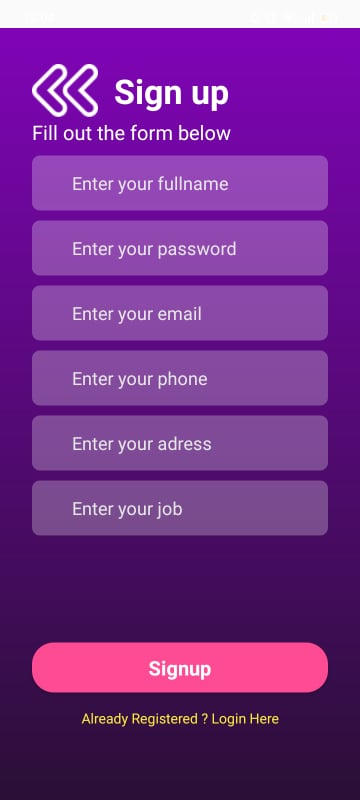 Sign up
Fill out the form below
Enter your fullname
Enter your password
Enter your email
Enter your phone
Enter your adress
Enter your job
Signup
Already Registered ? Login Here